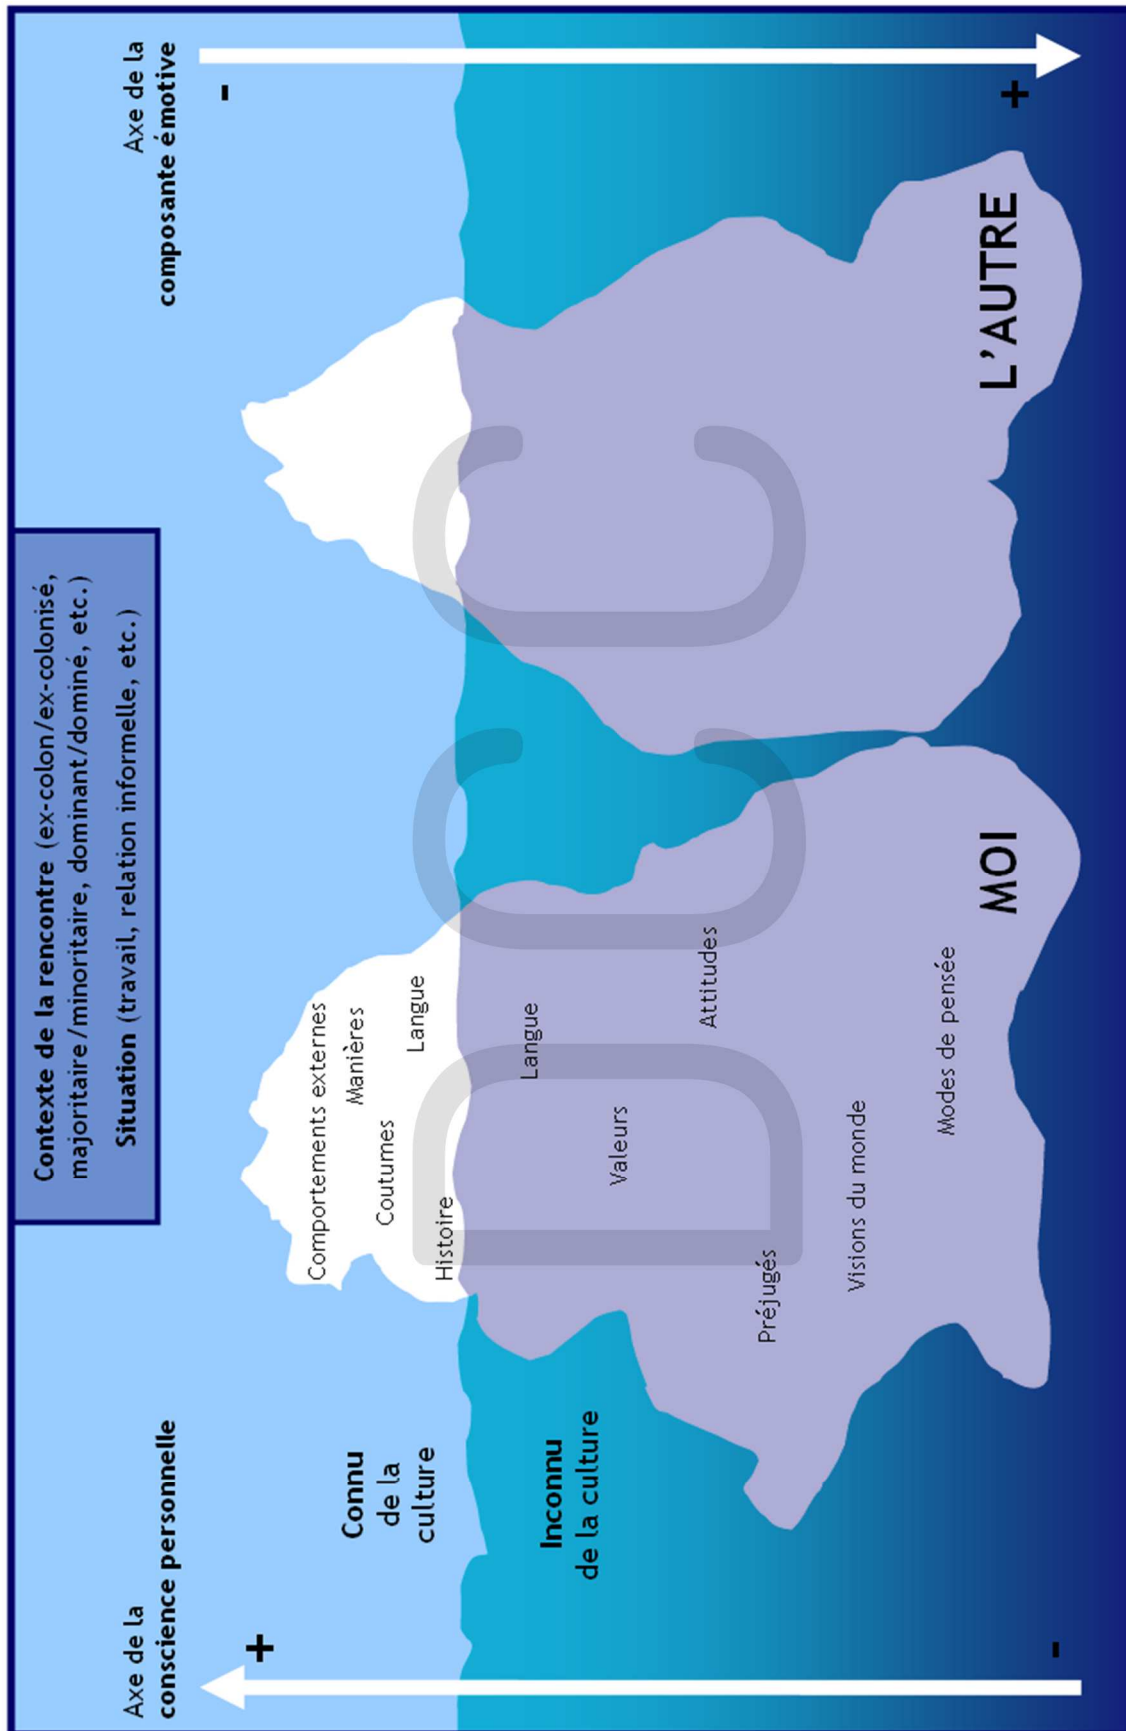 Contexte de la rencontre (ex-colon/ex-colonisé,
majoritaire/minoritaire, dominant/dominé, etc.)
Situation (travail, relation informelle, etc.)
Axe de la
conscience personnelle
+
-
Axe de la
composante émotive
-
+
Connu
de la
culture
Inconnu
de la culture
Comportements externes
Manières
Coutumes
Langue
Histoire
Langue
Valeurs
Attitudes
Préjugés
Visions du monde
Modes de pensée
MOI
L'AUTRE
DCC